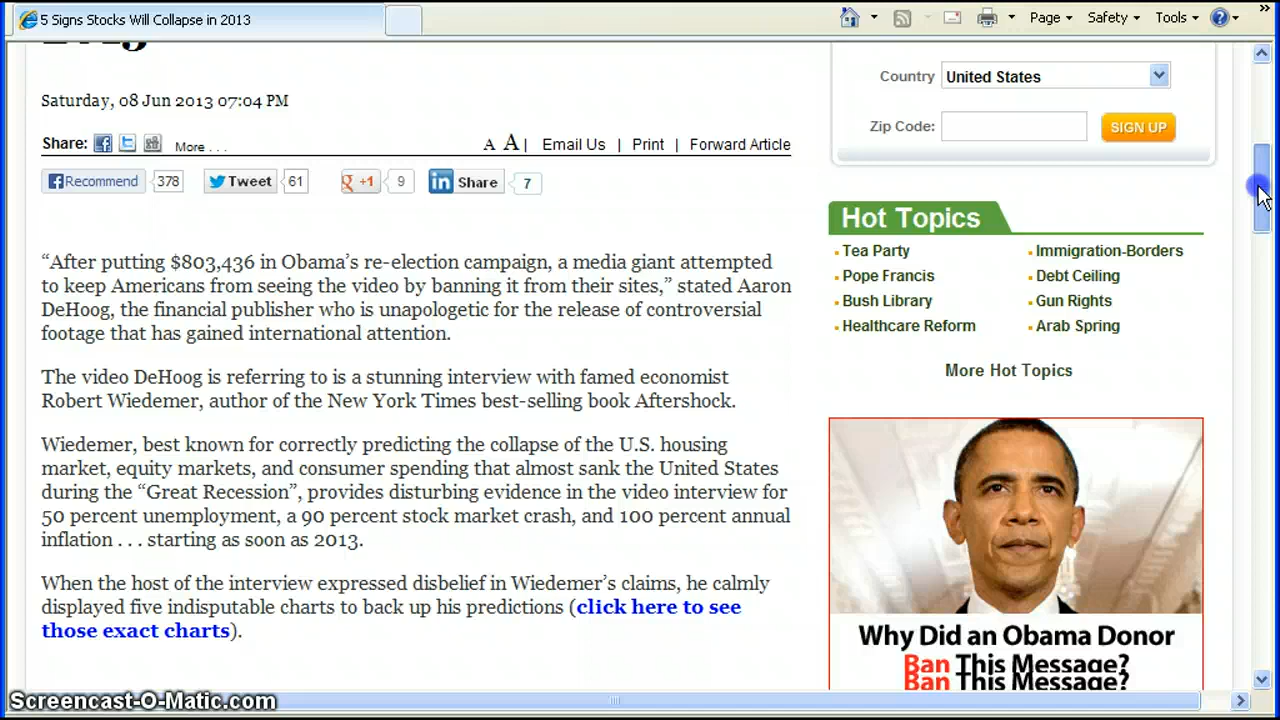 5 Signs Stocks Will Collapse in 2013
Page
Safety
Tools
Saturday, 08 Jun 2013 07:04 PM
Share:
More . . .
A A |
Email Us | Print | Forward Article
Recommend 378
Tweet 61
g +1 9
in Share 7
“After putting $803,436 in Obama’s re-election campaign, a media giant attempted
to keep Americans from seeing the video by banning it from their sites,” stated Aaron
DeHoog, the financial publisher who is unapologetic for the release of controversial
footage that has gained international attention.
The video DeHoog is referring to is a stunning interview with famed economist
Robert Wiedemer, author of the New York Times best-selling book Aftershock.
Wiedemer, best known for correctly predicting the collapse of the U.S. housing
market, equity markets, and consumer spending that almost sank the United States
during the “Great Recession”, provides disturbing evidence in the video interview for
50 percent unemployment, a 90 percent stock market crash, and 100 percent annual
inflation . . . starting as soon as 2013.
When the host of the interview expressed disbelief in Wiedemer’s claims, he calmly
displayed five indisputable charts to back up his predictions (click here to see
those exact charts).
Country United States
Zip Code: SIGN UP
Hot Topics
Tea Party
Immigration-Borders
Pope Francis
Debt Ceiling
Bush Library
Gun Rights
Healthcare Reform
Arab Spring
More Hot Topics
Why Did an Obama Donor
Ban This Message?
Ban This Message?
Screencast-O-Matic.com